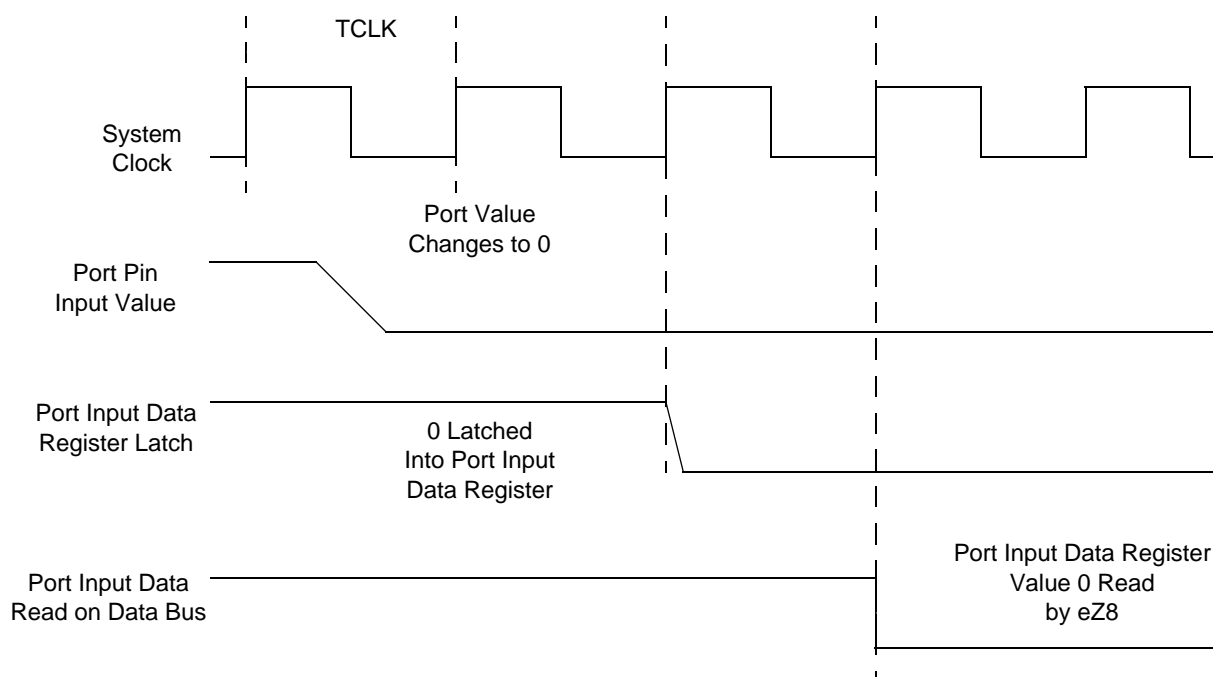 TCLK
System
Clock
Port Value
Changes to 0
Port Pin
Input Value
Port Input Data
Register Latch
0 Latched
Into Port Input
Data Register
Port Input Data
Read on Data Bus
Port Input Data Register
Value 0 Read
by eZ8